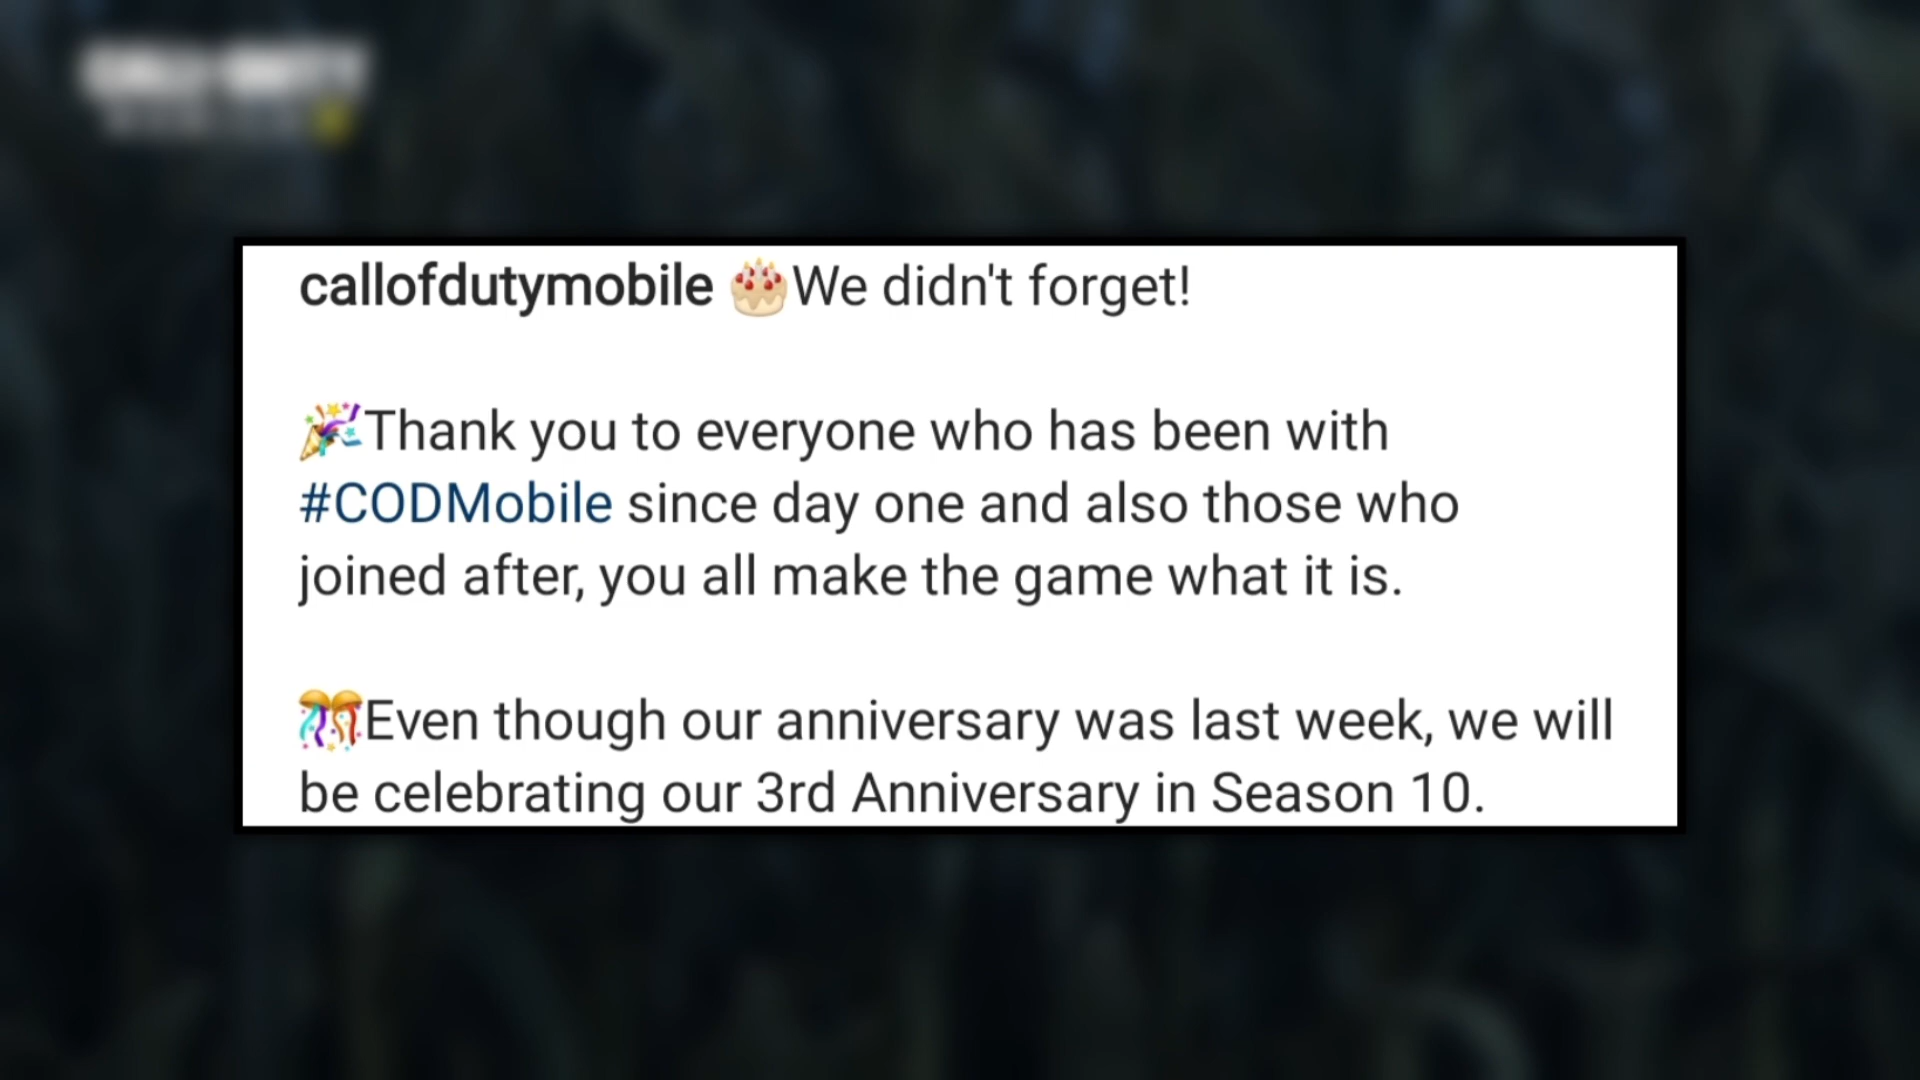 callofdutymobile 🎂We didn't forget!
🎉Thank you to everyone who has been with
#CODMobile since day one and also those who
joined after, you all make the game what it is.
🎊Even though our anniversary was last week, we will
be celebrating our 3rd Anniversary in Season 10.